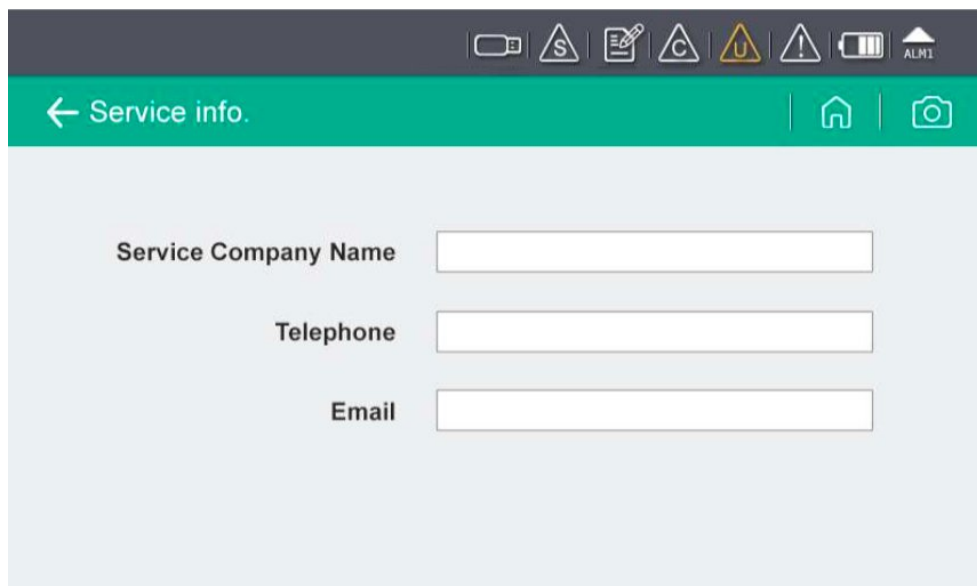 S
C
U
ALM1
Service info.
Service Company Name
Telephone
Email